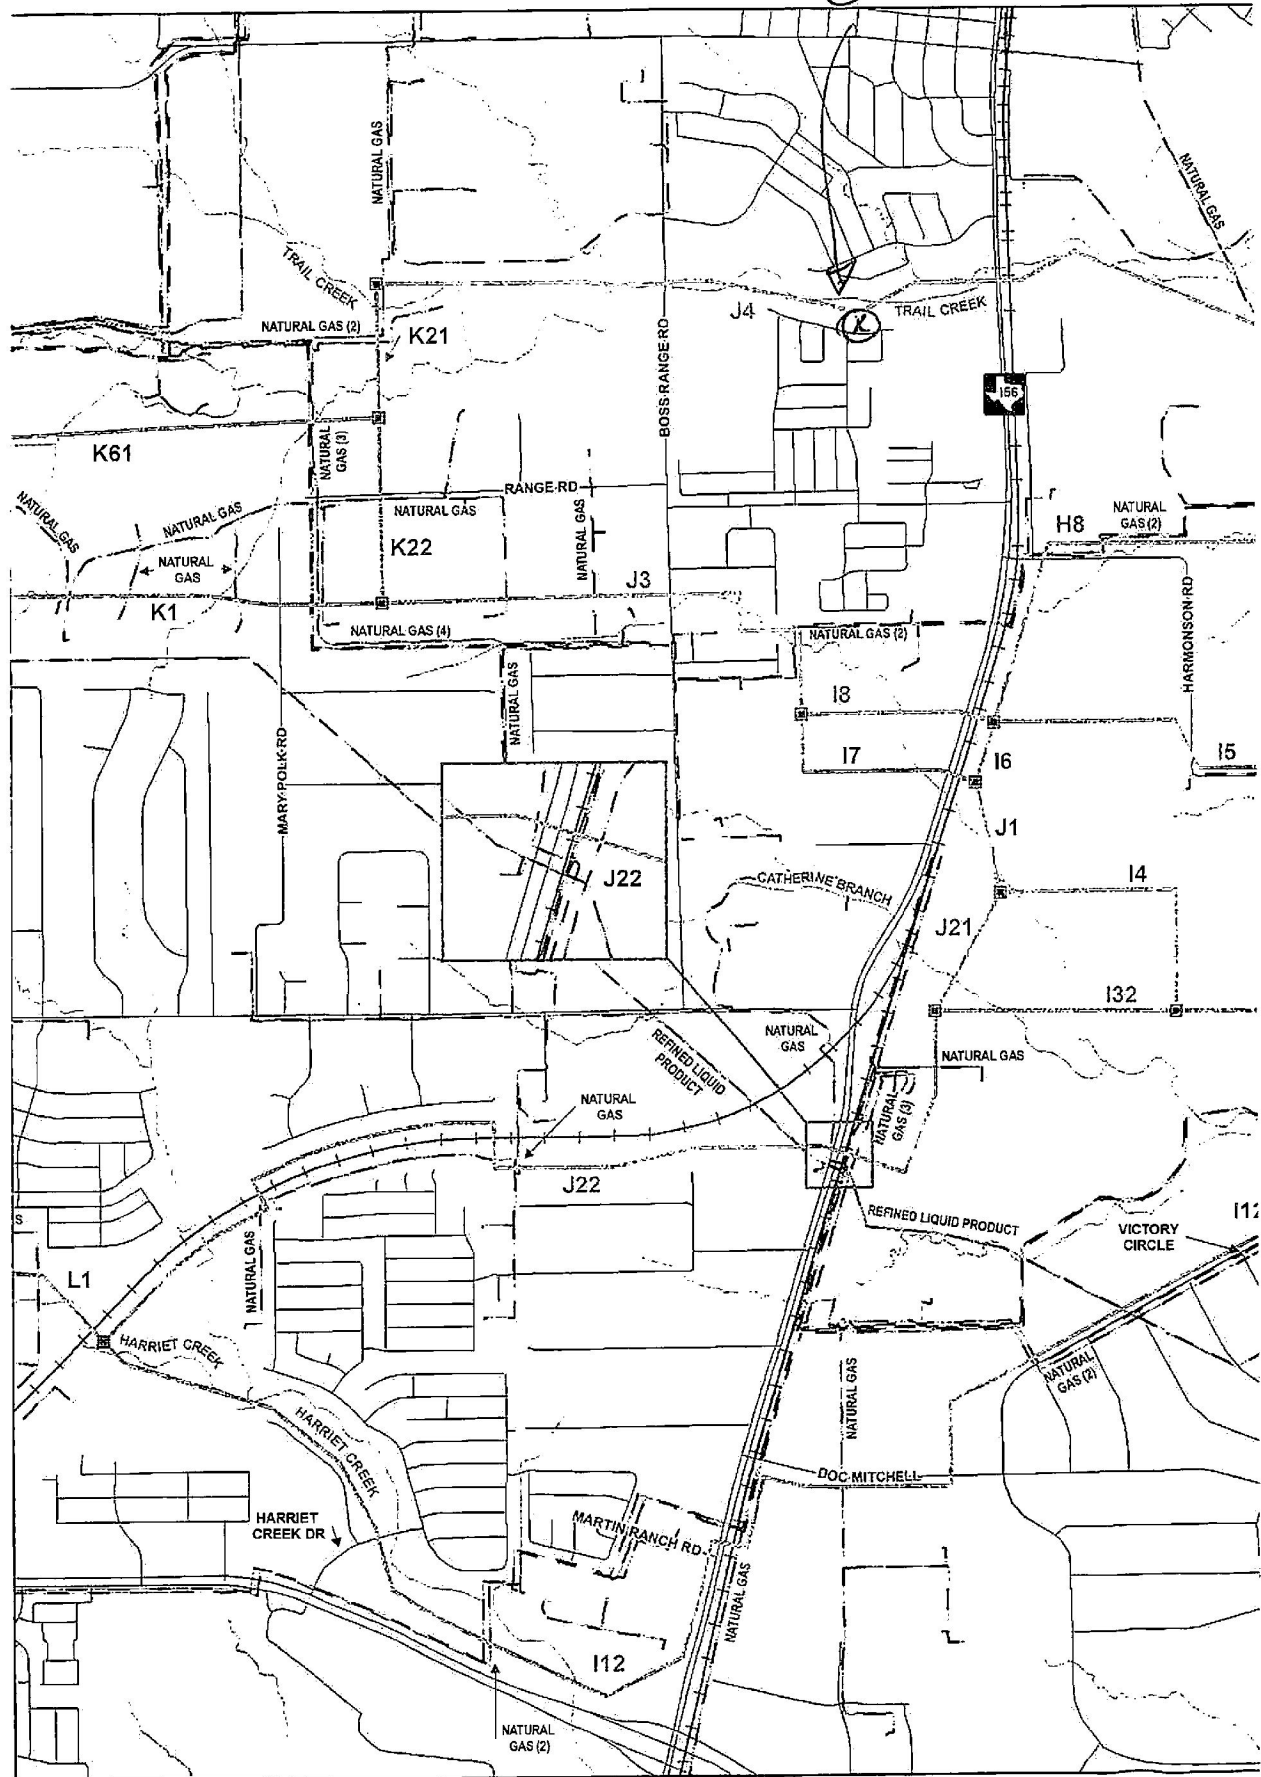 NATURAL GAS
NATURAL GAS
TRAIL CREEK
NATURAL GAS (2)
K21
J4
TRAIL CREEK
BOSS RANGE RD
156
K61
NATURAL
GAS (3)
RANGE RD
NATURAL GAS
NATURAL GAS
NATURAL GAS
NATURAL GAS
NATURAL
GAS (2)
H8
K22
NATURAL
GAS
J3
K1
NATURAL GAS (4)
NATURAL GAS (2)
HARMONSON RD
NATURAL GAS
I8
MARY POLK RD
I7
I6
I5
J1
J22
CATHERINE BRANCH
I4
J21
I32
REFINED LIQUID
PRODUCT
NATURAL
GAS
NATURAL GAS
NATURAL
GAS
NATURAL
GAS (3)
J22
S
REFINED LIQUID PRODUCT
VICTORY
CIRCLE
I12
NATURAL GAS
L1
HARRIET CREEK
NATURAL
GAS (2)
NATURAL GAS
HARRIET CREEK
DOC MITCHELL
HARRIET
CREEK DR
MARTIN RANCH RD
NATURAL GAS
I12
NATURAL
GAS (2)